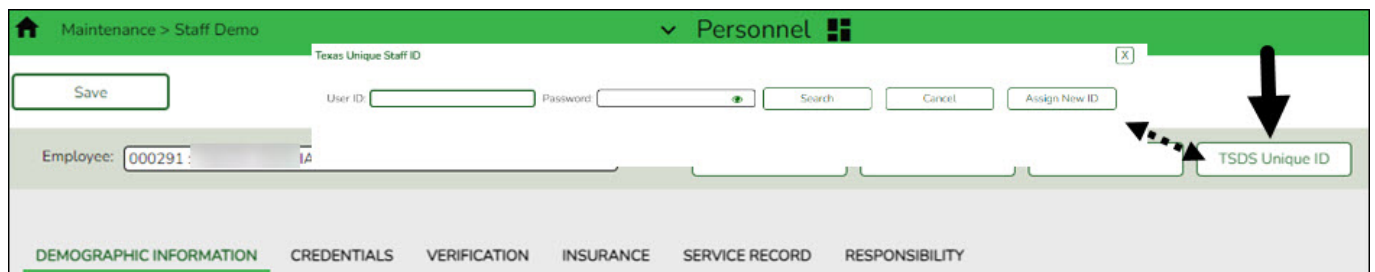 Maintenance > Staff Demo
Personnel
Texas Unique Staff ID
X
Save
User ID:
Password:
Search
Cancel
Assign New ID
Employee: 000291 :
TSDS Unique ID
DEMOGRAPHIC INFORMATION CREDENTIALS VERIFICATION INSURANCE SERVICE RECORD RESPONSIBILITY